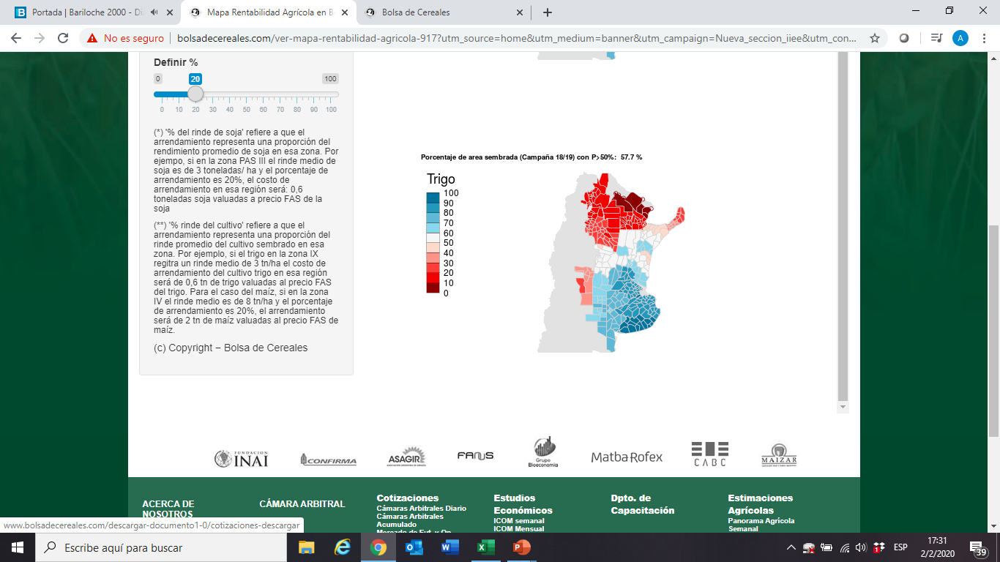 Portada | Bariloche 2000 - Di
Mapa Rentabilidad Agrícola en B
Bolsa de Cereales
No es seguro
bolsadecereales.com/ver-mapa-rentabilidad-agricola-917?utm_source=home&utm_medium=banner&utm_campaign=Nueva_seccion_iiee&utm_con...
A
Definir %
0 20 100
0 10 20 30 40 50 60 70 80 90 100
(*) '% del rinde de soja' refiere a que el
arrendamiento representa una proporción del
rendimiento promedio de soja en esa zona. Por
ejempo, si en la zona PAS III el rinde medio de
soja es de 3 toneladas/ ha y el porcentaje de
arrendamiento es 20%, el costo de
arrendamiento en esa región será: 0,6
toneladas soja valuadas a precio FAS de la
soja
(**) '% rinde del cultivo' refiere a que el
arrendamiento representa una proporción del
rinde promedio del cultivo sembrado en esa
zona. Por ejemplo, si el trigo en la zona IX
regitra un rinde medio de 3 tn/ha el costo de
arrendamiento del cultivo trigo en esa región
será de 0,6 tn de trigo valuadas al precio FAS
del trigo. Para el caso del maíz, si en la zona
IV el rinde medio es de 8 tn/ha y el porcentaje
de arrendamiento es 20%, el arrendamiento
será de 2 tn de maíz valuadas al precio FAS de
maíz.
(c) Copyright – Bolsa de Cereales
Porcentaje de area sembrada (Campaña 18/19) con P>50%: 57.7 %
Trigo
100
90
80
70
60
50
40
30
20
10
0
FUNDACION
INAI
CONFIRMA
ASAGIR
FANUS
Grupo
Bioeconomía
MatbaRofex
CABC
MAIZAR
ACERCA DE
NOSOTROS
CÁMARA ARBITRAL
Cotizaciones
Cámaras Arbitrales Diario
Cámaras Arbitrales
Acumulado
Mercado de Fut. y Op.
Estudios
Económicos
ICOM semanal
ICOM Mensual
Dpto. de
Capacitación
Estimaciones
Agrícolas
Panorama Agrícola
Semanal
www.bolsadecereales.com/descargar-documento1-0/cotizaciones-descargar
Escribe aquí para buscar
1
ESP
17:31
2/2/2020
39